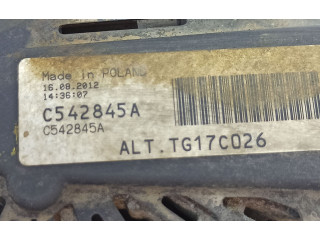 Made in POLAND
16.08.2012
14:36:07
C542845A
C542845A
ALT.TG17C026